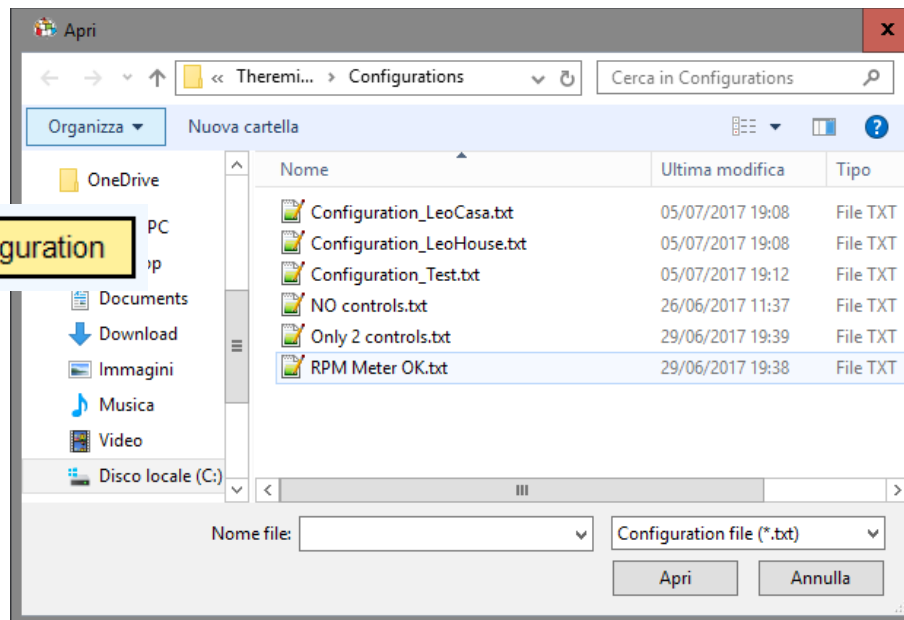 Apri
« Theremi... › Configurations
Cerca in Configurations
Organizza
Nuova cartella
?
OneDrive
PC
guration
op
Documents
Download
Immagini
Musica
Video
Disco locale (C:)
Nome Ultima modifica Tipo
Configuration_LeoCasa.txt 05/07/2017 19:08 File TXT
Configuration_LeoHouse.txt 05/07/2017 19:08 File TXT
Configuration_Test.txt 05/07/2017 19:12 File TXT
NO controls.txt 26/06/2017 11:37 File TXT
Only 2 controls.txt 29/06/2017 19:39 File TXT
RPM Meter OK.txt 29/06/2017 19:38 File TXT
Nome file:
Configuration file (*.txt)
Apri
Annulla